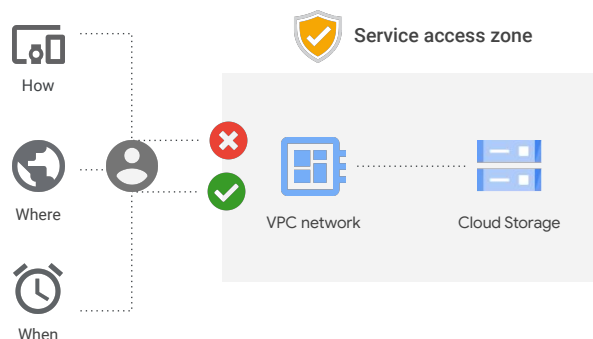 Service access zone
How
Where
VPC network
Cloud Storage
When